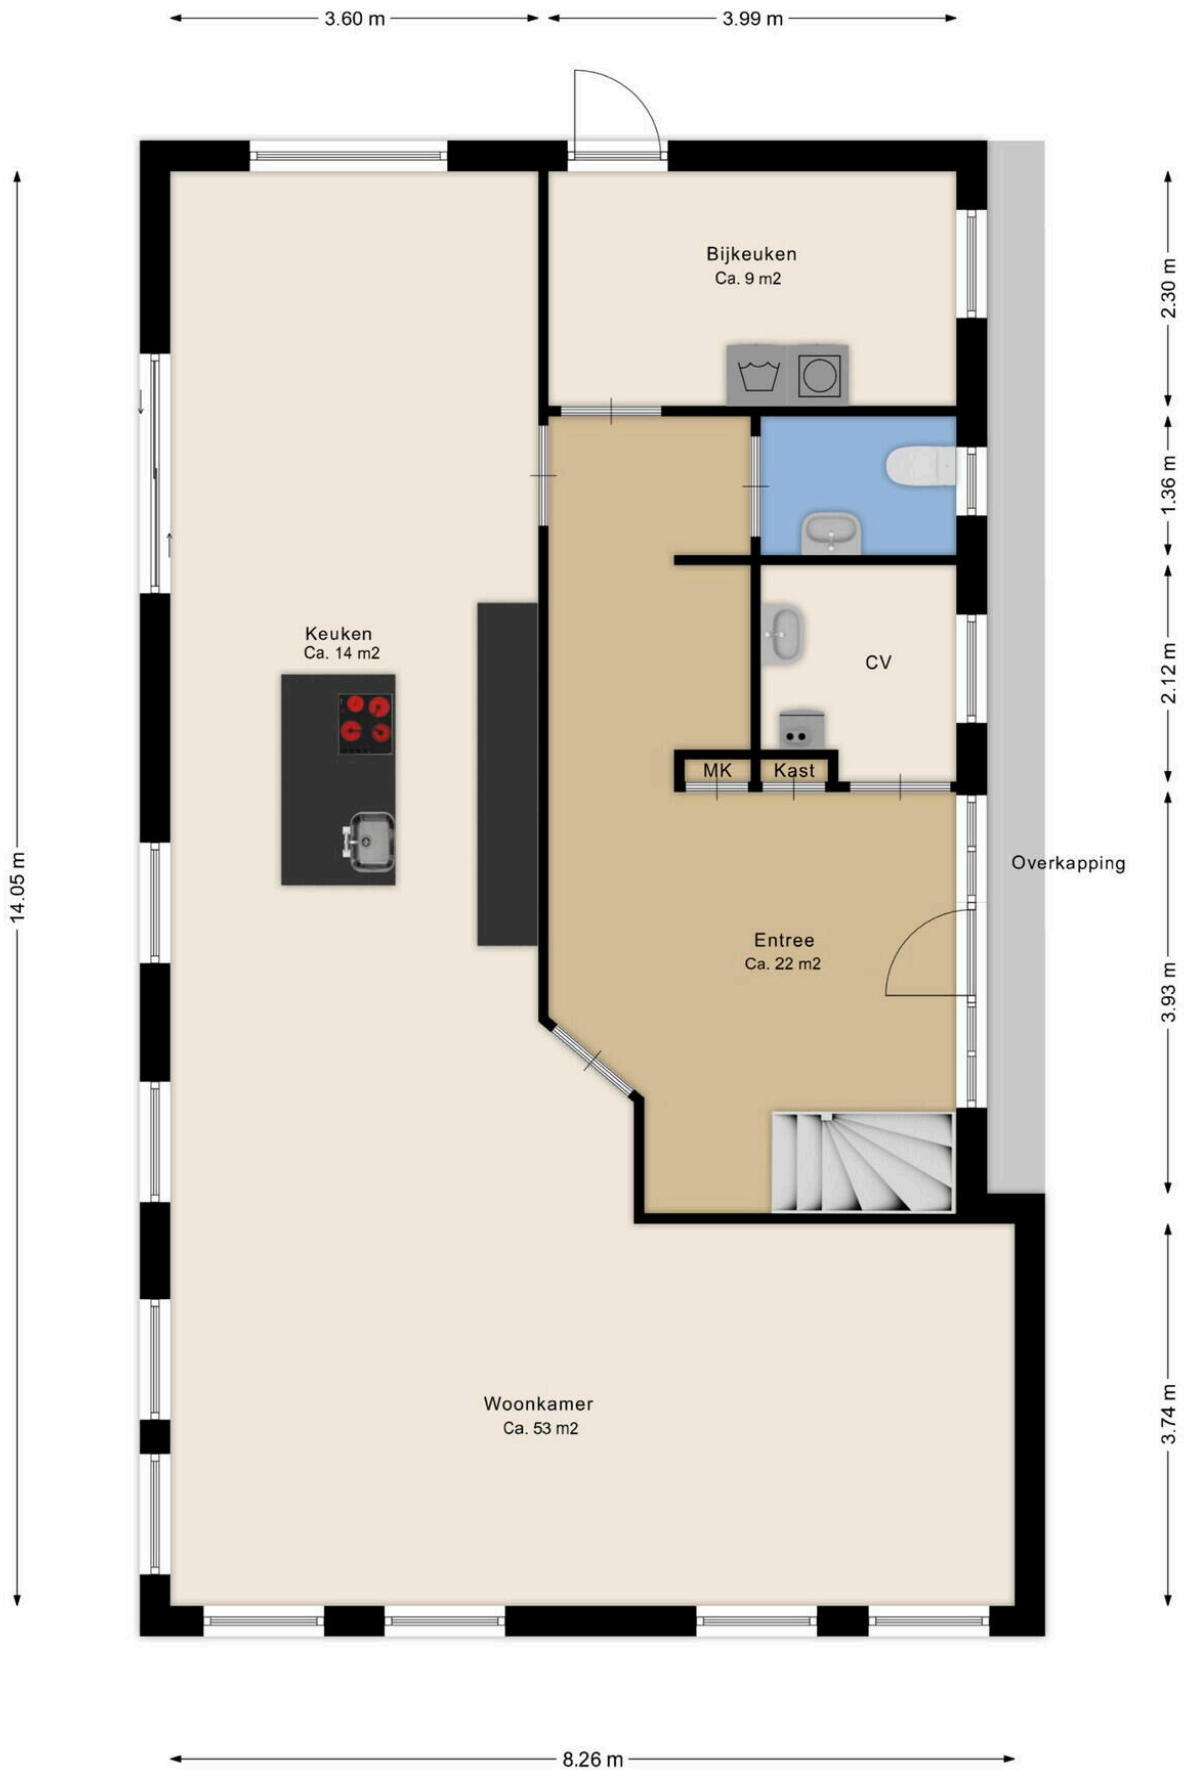 3.60 m
3.99 m
Bijkeuken
Ca. 9 m2
2.30 m
1.36 m
Keuken
Ca. 14 m2
CV
2.12 m
MK
Kast
14.05 m
Overkapping
Entree
Ca. 22 m2
3.93 m
Woonkamer
Ca. 53 m2
3.74 m
8.26 m